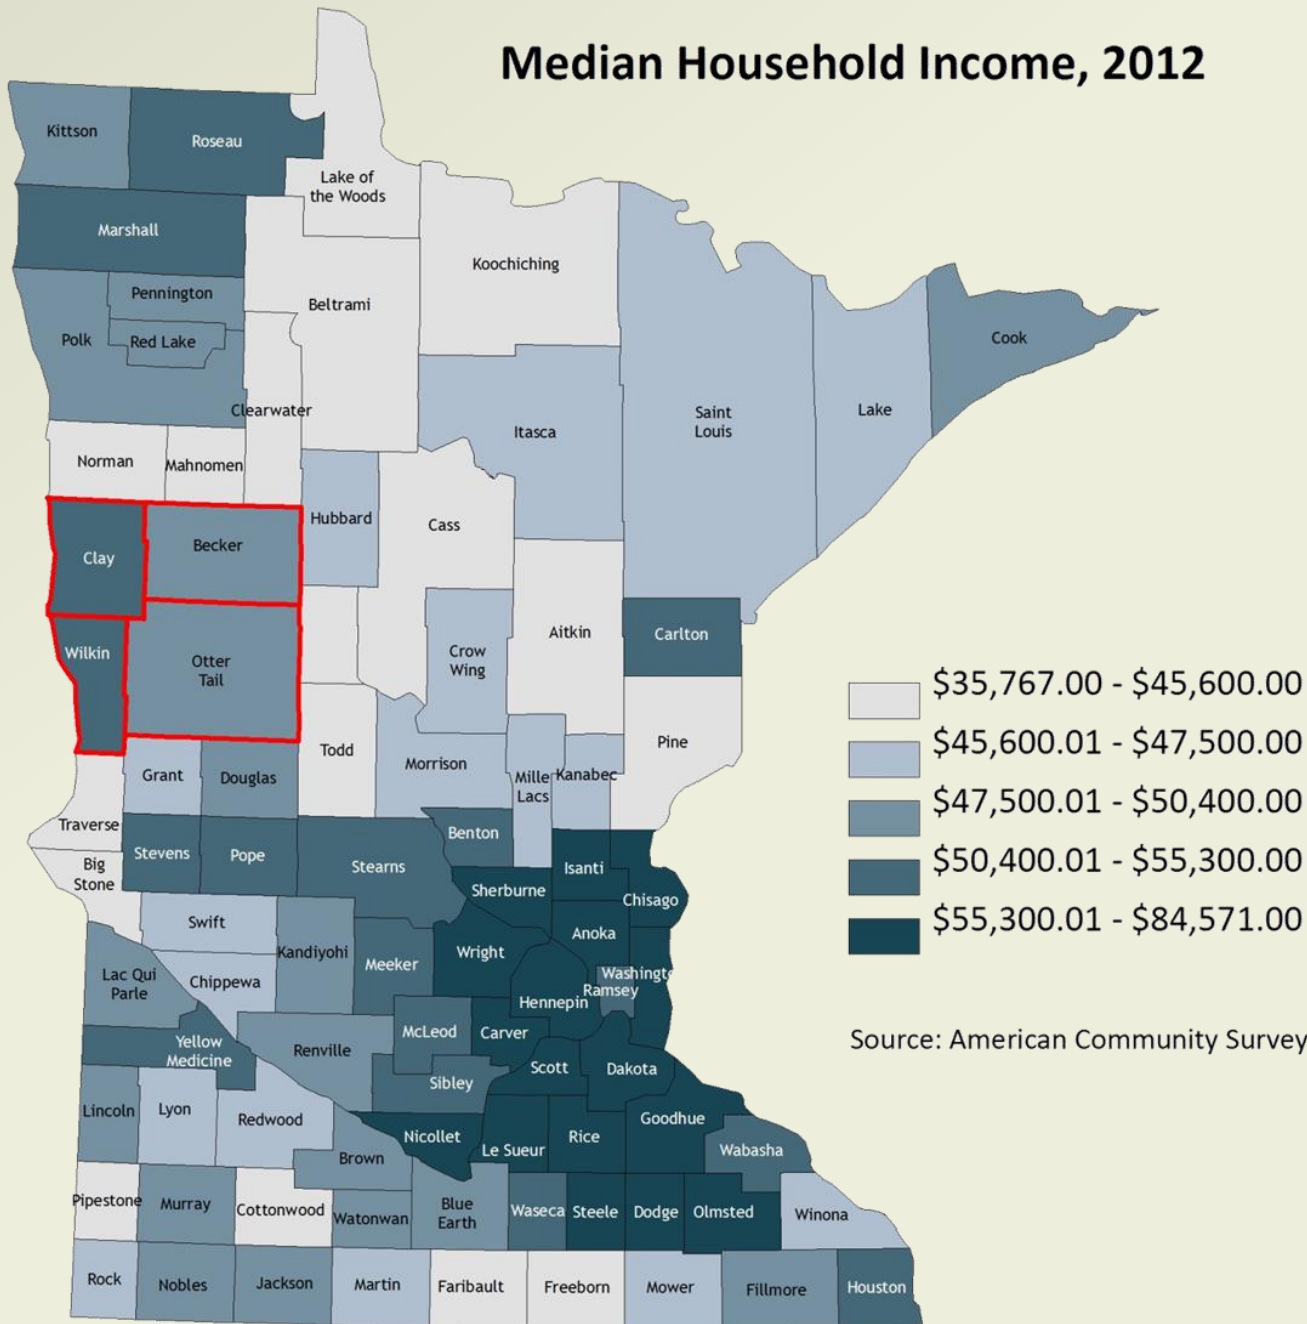 Median Household Income, 2012
Kittson
Roseau
Lake of
the Woods
Marshall
Koochiching
Pennington
Beltrami
Polk
Red Lake
Cook
Clearwater
Saint
Louis
Lake
Itasca
Norman
Mahnomen
Hubbard
Cass
Clay
Becker
Aitkin
Carlton
Wilkin
Otter
Tail
Crow
Wing
Todd
Pine
Morrison
Grant
Douglas
Mille
Lacs
Kanabec
Traverse
Benton
Stevens
Pope
Stearns
Isanti
Big
Stone
Sherburne
Chisago
Swift
Anoka
Kandiyohi
Wright
Meeker
Lac Qui
Parle
Chippewa
Washingto
Ramsey
Hennepin
McLeod
Carver
Yellow
Medicine
Renville
Scott
Dakota
Sibley
Lincoln
Lyon
Redwood
Goodhue
Nicollet
Le Sueur
Rice
Wabasha
Brown
Pipestone
Murray
Cottonwood
Watonwan
Blue
Earth
Waseca
Steele
Dodge
Olmsted
Winona
Rock
Nobles
Jackson
Martin
Faribault
Freeborn
Mower
Fillmore
Houston
$35,767.00 - $45,600.00
$45,600.01 - $47,500.00
$47,500.01 - $50,400.00
$50,400.01 - $55,300.00
$55,300.01 - $84,571.00
Source: American Community Survey